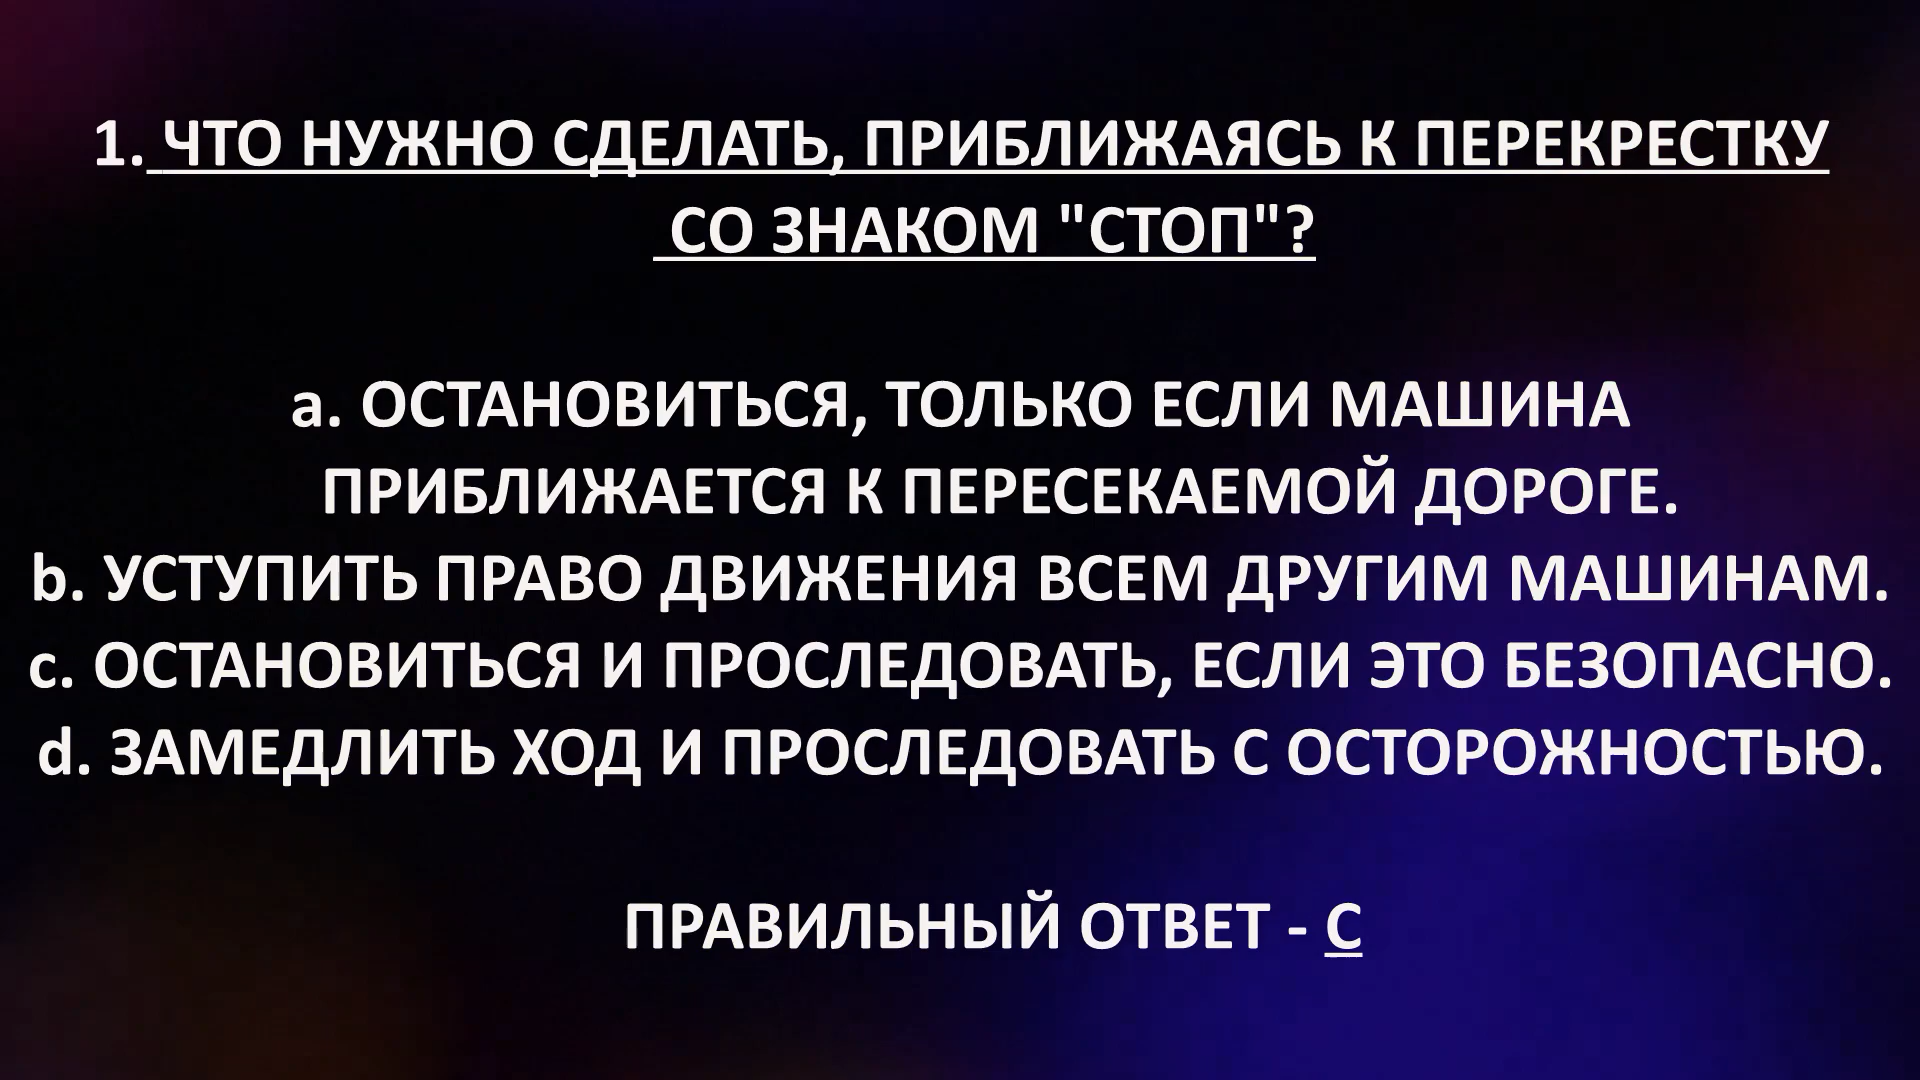 1. ЧТО НУЖНО СДЕЛАТЬ, ПРИБЛИЖАЯСЬ К ПЕРЕКРЕСТКУ
СО ЗНАКОМ "СТОП"?
a. ОСТАНОВИТЬСЯ, ТОЛЬКО ЕСЛИ МАШИНА
ПРИБЛИЖАЕТСЯ К ПЕРЕСЕКАЕМОЙ ДОРОГЕ.
b. УСТУПИТЬ ПРАВО ДВИЖЕНИЯ ВСЕМ ДРУГИМ МАШИНАМ.
c. ОСТАНОВИТЬСЯ И ПРОСЛЕДОВАТЬ, ЕСЛИ ЭТО БЕЗОПАСНО.
d. ЗАМЕДЛИТЬ ХОД И ПРОСЛЕДОВАТЬ С ОСТОРОЖНОСТЬЮ.
ПРАВИЛЬНЫЙ ОТВЕТ - C